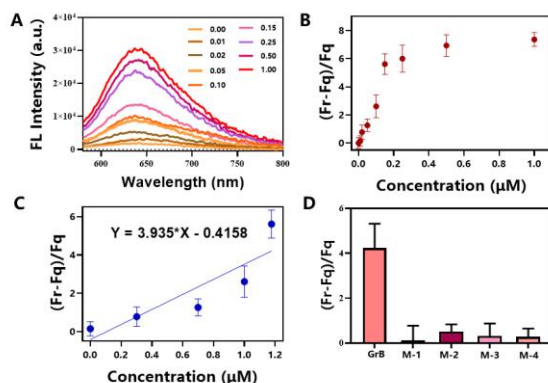 A
FL Intensity (a.u.)
4×10⁴
3×10⁴
2×10⁴
1×10⁴
0
0.00
0.01
0.02
0.05
0.10
0.15
0.25
0.50
1.00
600 650 700 750 800
Wavelength (nm)
B
(Fr-Fq)/Fq
8
6
4
2
0
0.0 0.2 0.4 0.6 0.8 1.0
Concentration (µM)
C
(Fr-Fq)/Fq
6
4
2
0
Y = 3.935*X - 0.4158
0.0 0.2 0.4 0.6 0.8 1.0 1.2
Concentration (µM)
D
(Fr-Fq)/Fq
6
4
2
0
GrB M-1 M-2 M-3 M-4